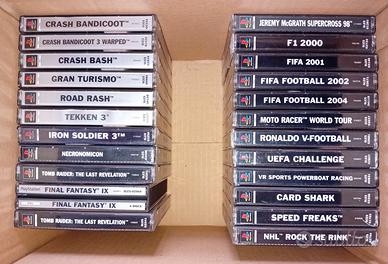 CRASH BANDICOOT™
CRASH BANDICOOT 3 WARPED™
CRASH BASH™
GRAN TURISMO™
ROAD RASH™
TEKKEN 3™
IRON SOLDIER 3™
NECRONOMICON
TOMB RAIDER: THE LAST REVELATION™
PlayStation FINAL FANTASY® IX
FINAL FANTASY® IX
TOMB RAIDER: THE LAST REVELATION™
JEREMY McGRATH SUPERCROSS 98™
F1 2000
FIFA 2001
FIFA FOOTBALL 2002
FIFA FOOTBALL 2004
MOTO RACER™ WORLD TOUR
RONALDO V-FOOTBALL
UEFA CHALLENGE
VR SPORTS POWERBOAT RACING
CARD SHARK
SPEED FREAKS™
NHL® ROCK THE RINK™